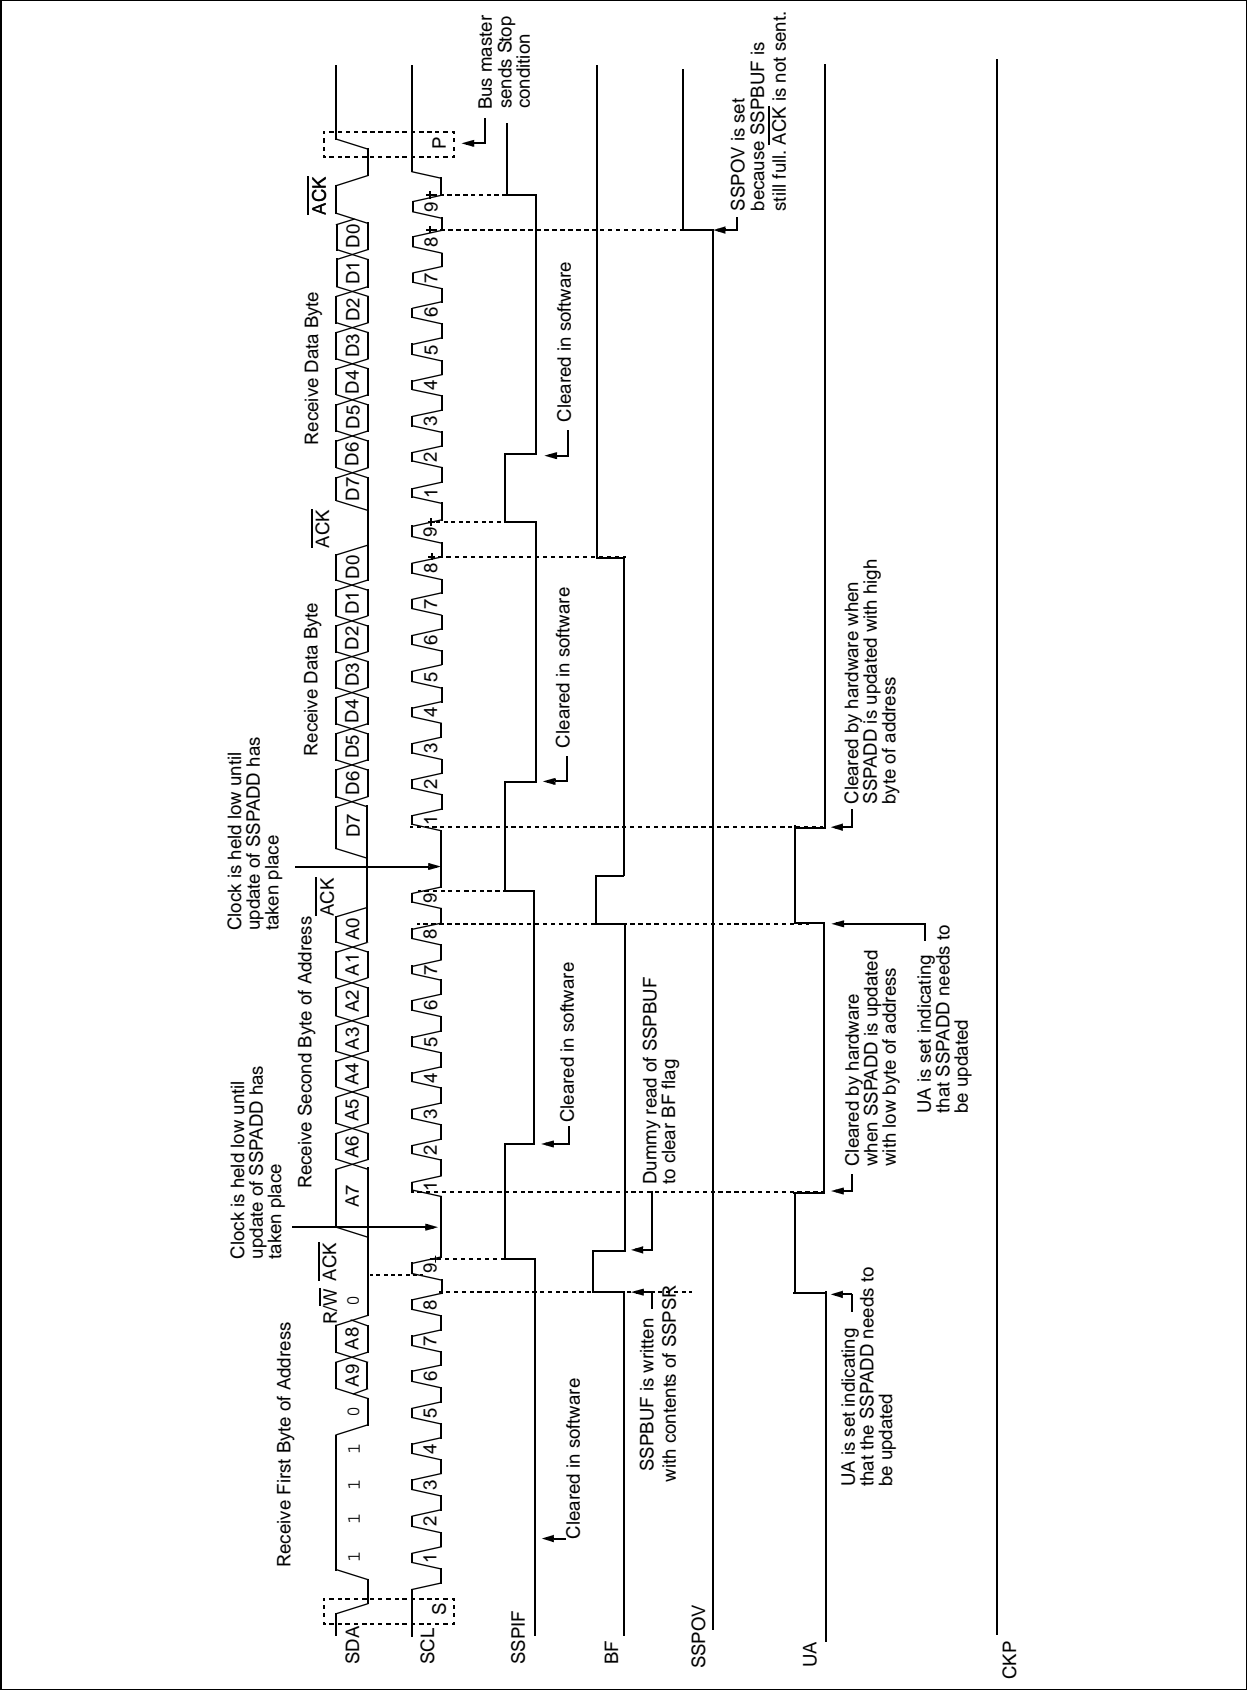 Bus master
sends Stop
condition
SSPOV is set
because SSPBUF is
still full. ACK is not sent.
Clock is held low until
update of SSPADD has
taken place
Clock is held low until
update of SSPADD has
taken place
Receive First Byte of Address
R/W ACK
Receive Second Byte of Address
ACK
Receive Data Byte
ACK
Receive Data Byte
ACK
SDA
1 1 1 1 0 A9 A8 0 A7 A6 A5 A4 A3 A2 A1 A0 D7 D6 D5 D4 D3 D2 D1 D0 D7 D6 D5 D4 D3 D2 D1 D0
SCL
S 1 2 3 4 5 6 7 8 9 1 2 3 4 5 6 7 8 9 1 2 3 4 5 6 7 8 9 1 2 3 4 5 6 7 8 9 P
SSPIF
Cleared in software
Cleared in software
Cleared in software
Cleared in software
BF
SSPBUF is written
with contents of SSPSR
Dummy read of SSPBUF
to clear BF flag
SSPOV
UA
UA is set indicating
that the SSPADD needs to
be updated
Cleared by hardware
when SSPADD is updated
with low byte of address
UA is set indicating
that SSPADD needs to
be updated
Cleared by hardware when
SSPADD is updated with high
byte of address
CKP